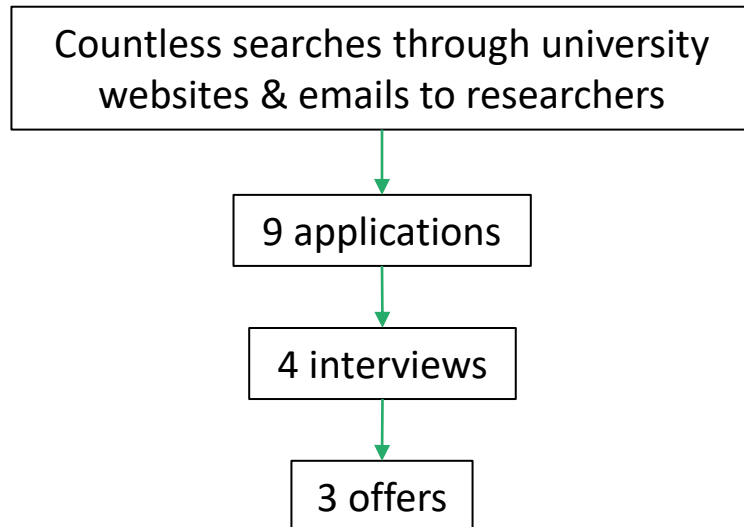 Countless searches through university
websites & emails to researchers
9 applications
4 interviews
3 offers